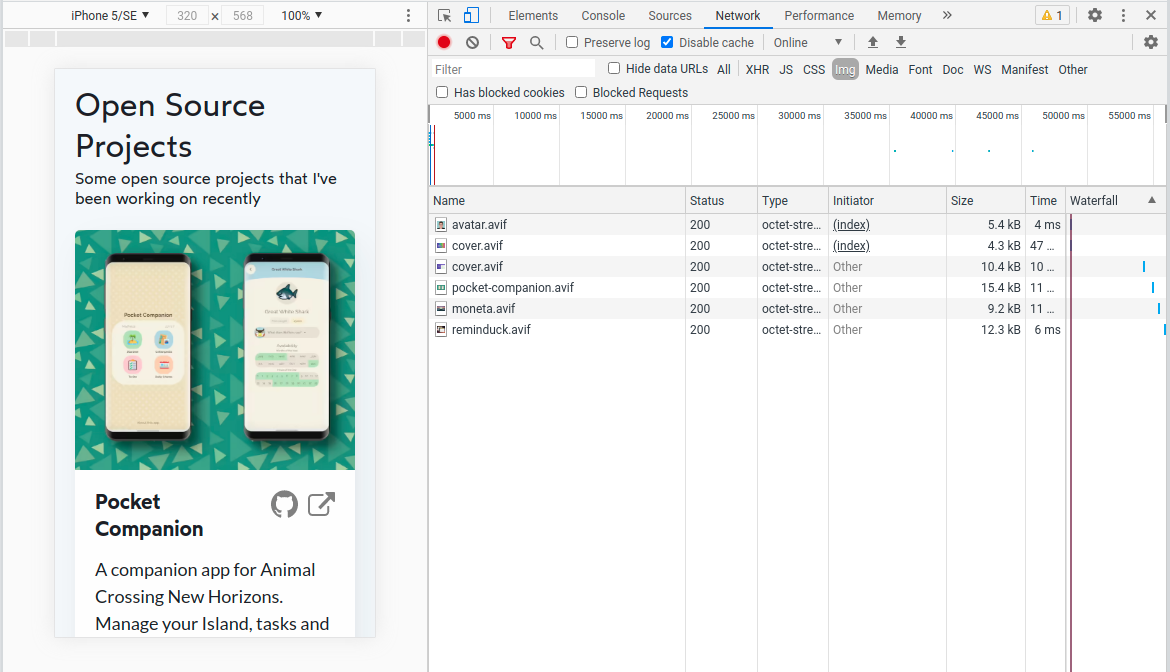 iPhone 5/SE ▼ 320 x 568 100% ▼
Elements Console Sources Network Performance Memory » 1
Preserve log Disable cache Online ▼
Filter Hide data URLs All XHR JS CSS Img Media Font Doc WS Manifest Other
Has blocked cookies Blocked Requests
5000 ms 10000 ms 15000 ms 20000 ms 25000 ms 30000 ms 35000 ms 40000 ms 45000 ms 50000 ms 55000 ms
Name Status Type Initiator Size Time Waterfall ▲
avatar.avif 200 octet-stre... (index) 5.4 kB 4 ms
cover.avif 200 octet-stre... (index) 4.3 kB 47 ...
cover.avif 200 octet-stre... Other 10.4 kB 10 ...
pocket-companion.avif 200 octet-stre... Other 15.4 kB 11 ...
moneta.avif 200 octet-stre... Other 9.2 kB 11 ...
reminduck.avif 200 octet-stre... Other 12.3 kB 6 ms
Open Source
Projects
Some open source projects that I've
been working on recently
Pocket Companion
Great White Shark
Great White Shark
Pocket
Companion
A companion app for Animal
Crossing New Horizons.
Manage your Island, tasks and